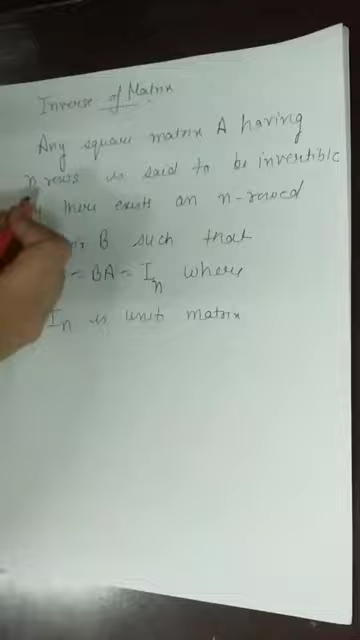 Inverse of Matrix
Any square matrix A having
n rows is said to be invertible
there exists an n-rowed
B such that
= BA = In where
In is unit matrix